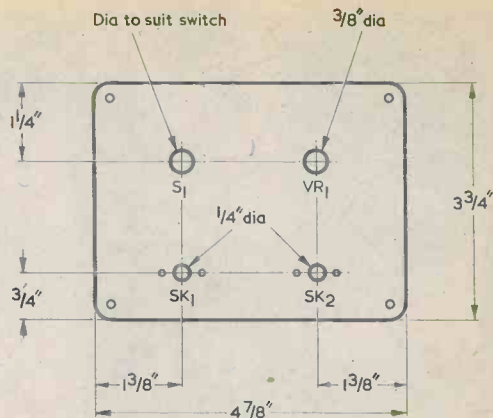 Dia to suit switch
3/8" dia
1 1/4"
S1
VR1
3 3/4"
1/4" dia
3/4"
SK1
SK2
1 3/8"
1 3/8"
4 7/8"